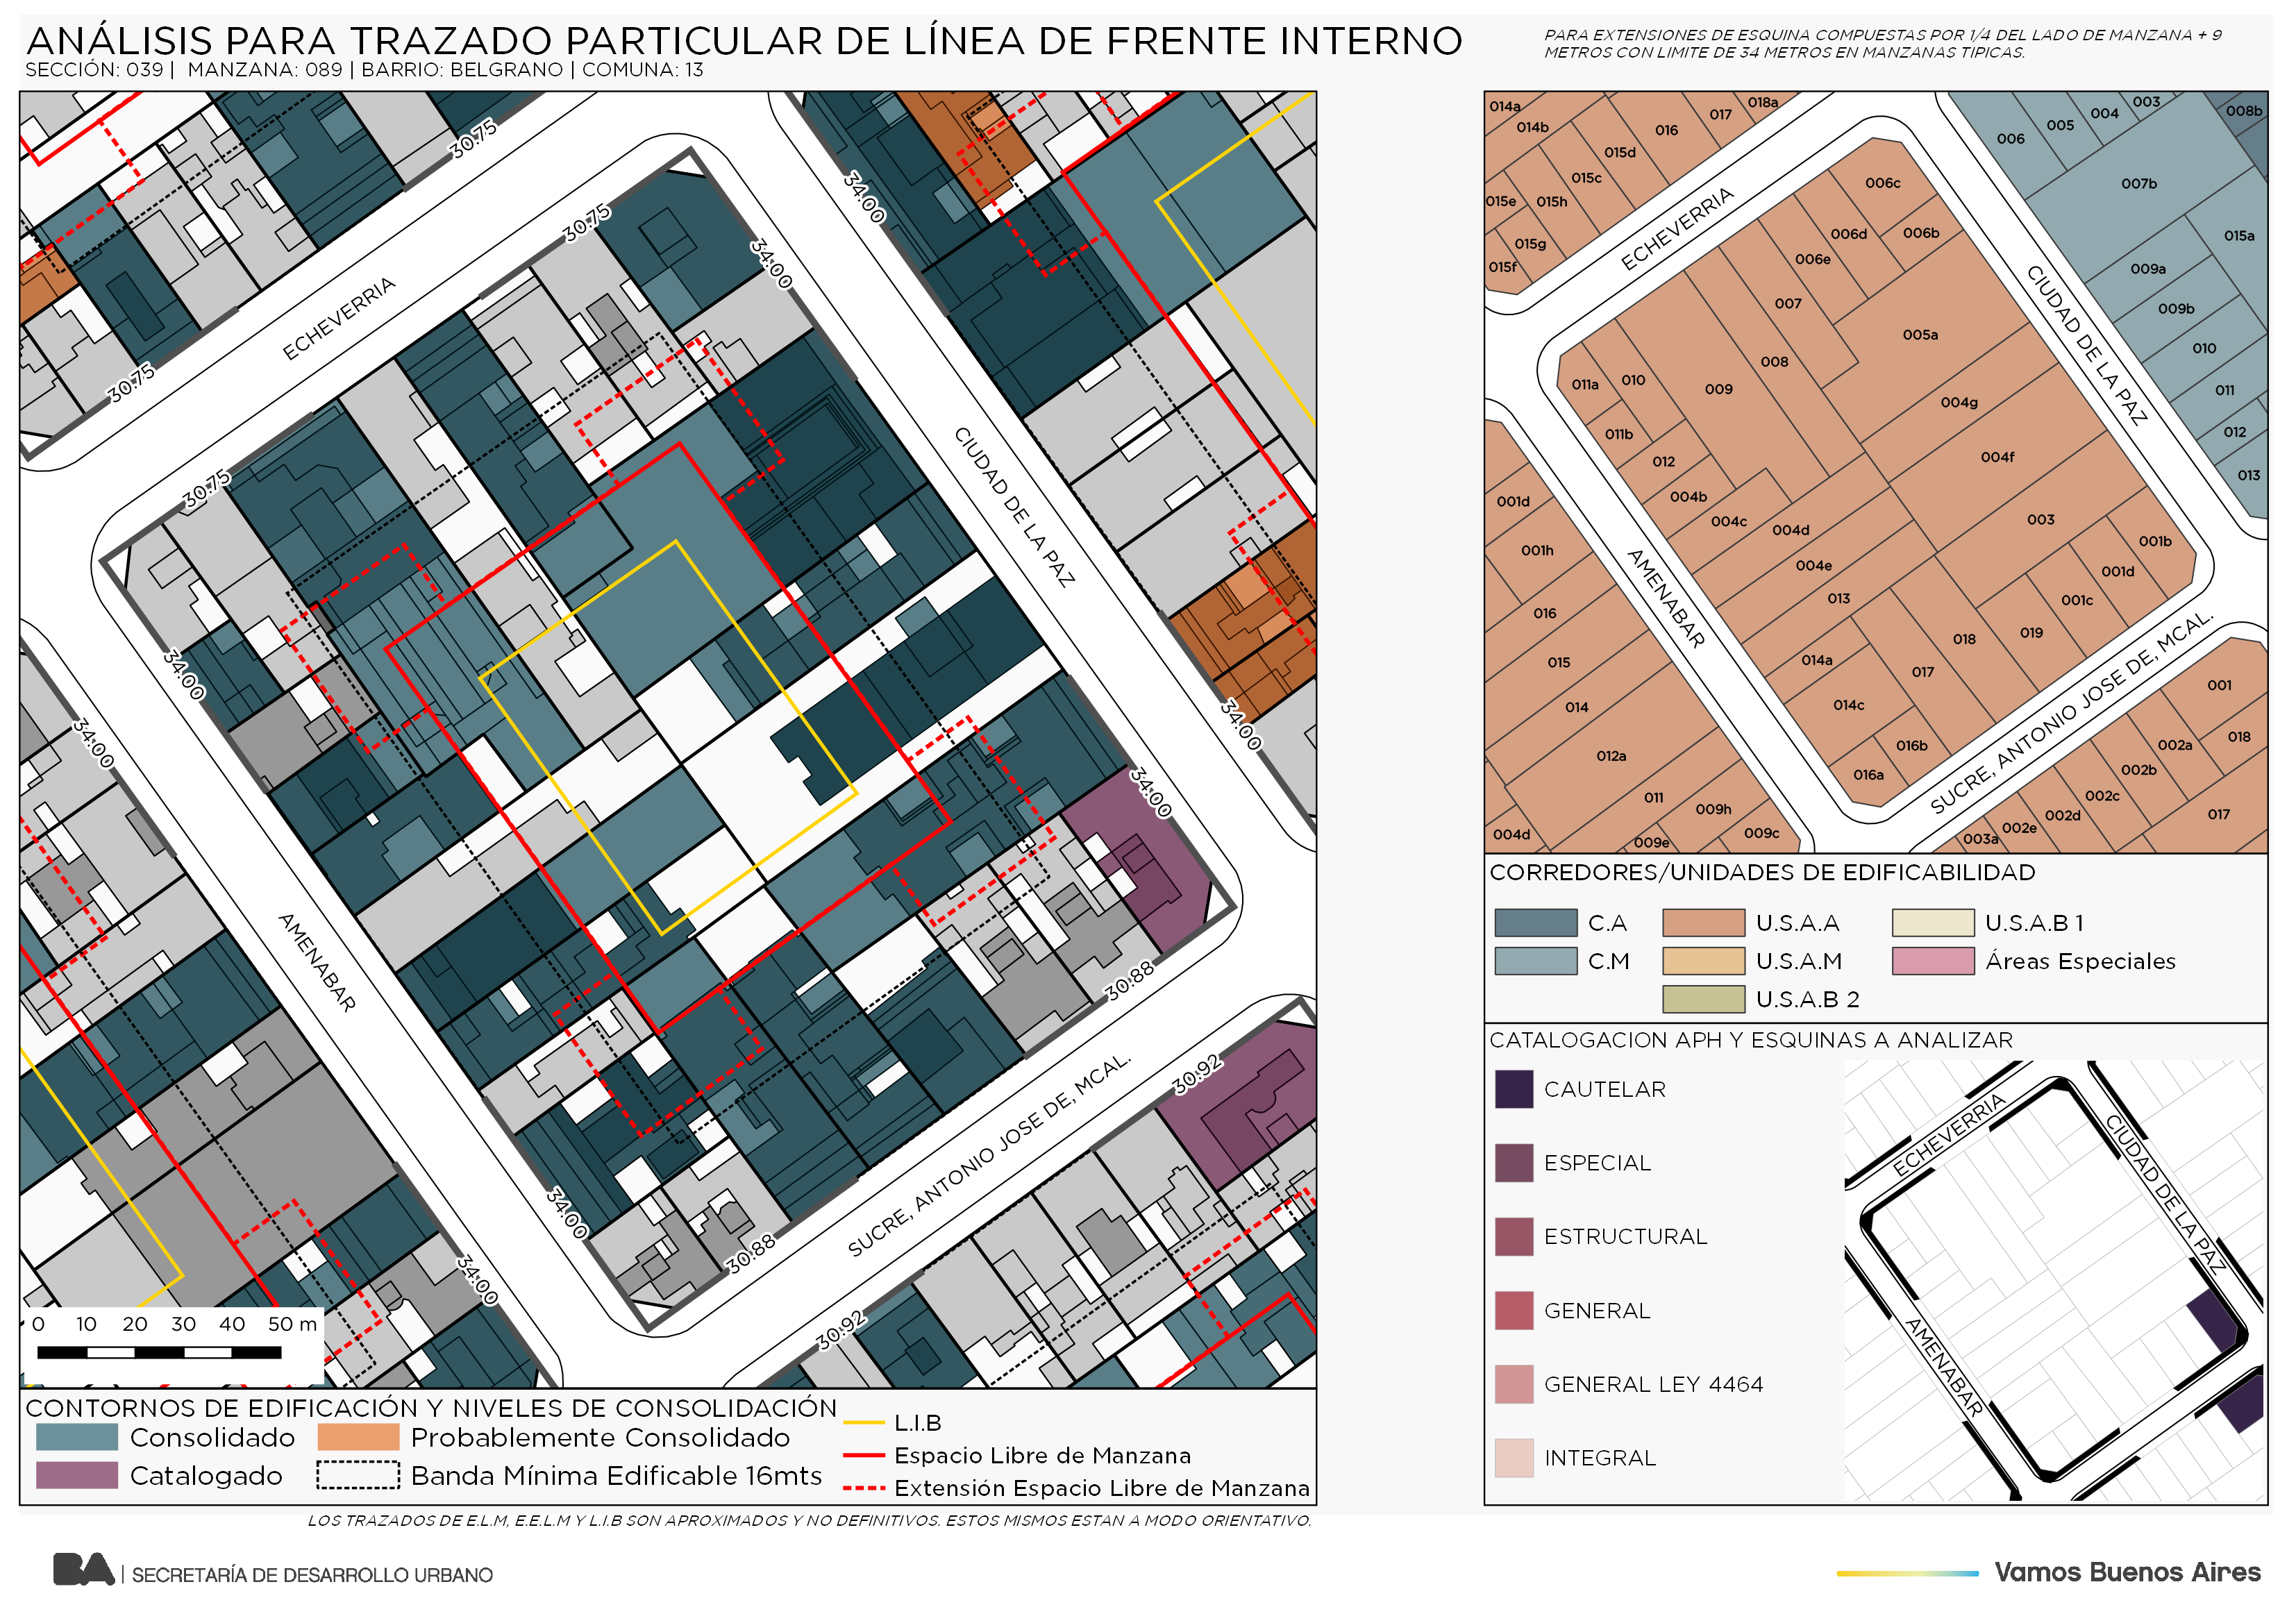 ANÁLISIS PARA TRAZADO PARTICULAR DE LÍNEA DE FRENTE INTERNO
SECCIÓN: 039 | MANZANA: 089 | BARRIO: BELGRANO | COMUNA: 13
PARA EXTENSIONES DE ESQUINA COMPUESTAS POR 1/4 DEL LADO DE MANZANA + 9
METROS CON LIMITE DE 34 METROS EN MANZANAS TIPICAS.
30.75
34.00
30.75
34.00
ECHEVERRIA
30.75
30.75
CIUDAD DE LA PAZ
34.00
34.00
34.00
34.00
AMENABAR
30.88
30.92
SUCRE, ANTONIO JOSE DE, MCAL.
34.00
30.88
34.00
30.92
0 10 20 30 40 50 m
CONTORNOS DE EDIFICACIÓN Y NIVELES DE CONSOLIDACIÓN
Consolidado
Probablemente Consolidado
Catalogado
Banda Mínima Edificable 16mts
L.I.B
Espacio Libre de Manzana
Extensión Espacio Libre de Manzana
LOS TRAZADOS DE E.L.M, E.E.L.M Y L.I.B SON APROXIMADOS Y NO DEFINITIVOS. ESTOS MISMOS ESTAN A MODO ORIENTATIVO.
014a
014b
015d
016
017
018a
015c
015e
015h
015g
015f
ECHEVERRIA
006
005
004
003
008b
007b
015a
009a
009b
010
011
012
013
CIUDAD DE LA PAZ
006c
006b
006d
006e
007
005a
008
009
004g
011a
010
011b
012
004b
004c
004d
004e
004f
003
013
001b
001d
001c
019
018
017
014a
014c
016b
016a
AMENABAR
SUCRE, ANTONIO JOSE DE, MCAL.
001d
001h
016
015
014
012a
011
009h
009e
009c
004d
001
018
002a
002b
002c
002d
002e
003a
017
CORREDORES/UNIDADES DE EDIFICABILIDAD
C.A
U.S.A.A
U.S.A.B 1
C.M
U.S.A.M
Áreas Especiales
U.S.A.B 2
CATALOGACION APH Y ESQUINAS A ANALIZAR
CAUTELAR
ESPECIAL
ESTRUCTURAL
GENERAL
GENERAL LEY 4464
INTEGRAL
ECHEVERRIA
CIUDAD DE LA PAZ
AMENABAR
BA | SECRETARÍA DE DESARROLLO URBANO
Vamos Buenos Aires